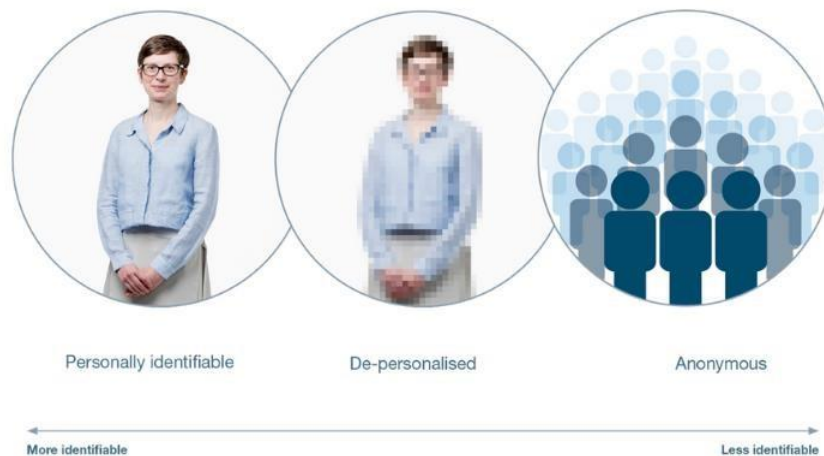 Personally identifiable
De-personalised
Anonymous
More identifiable
Less identifiable